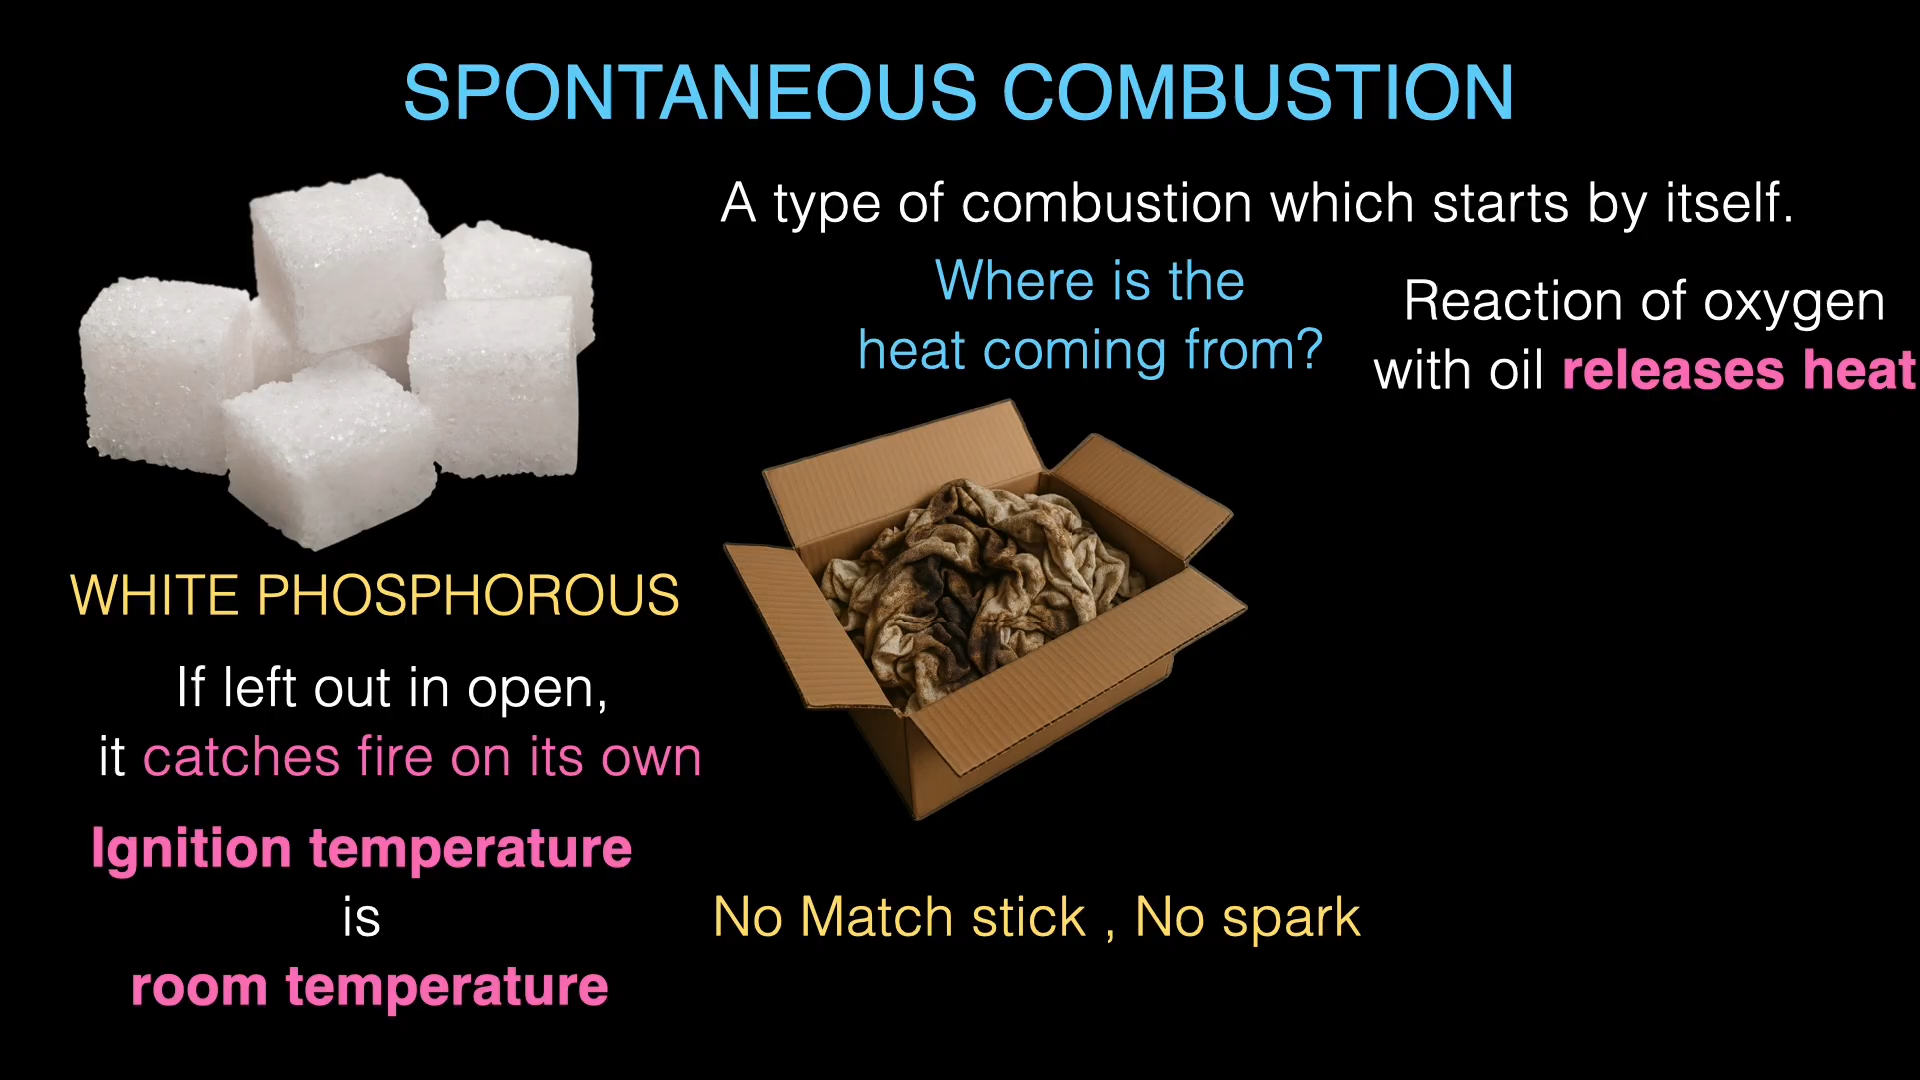 SPONTANEOUS COMBUSTION
A type of combustion which starts by itself.
Where is the
heat coming from?
Reaction of oxygen
with oil releases heat
WHITE PHOSPHOROUS
If left out in open,
it catches fire on its own
Ignition temperature
is
room temperature
No Match stick , No spark